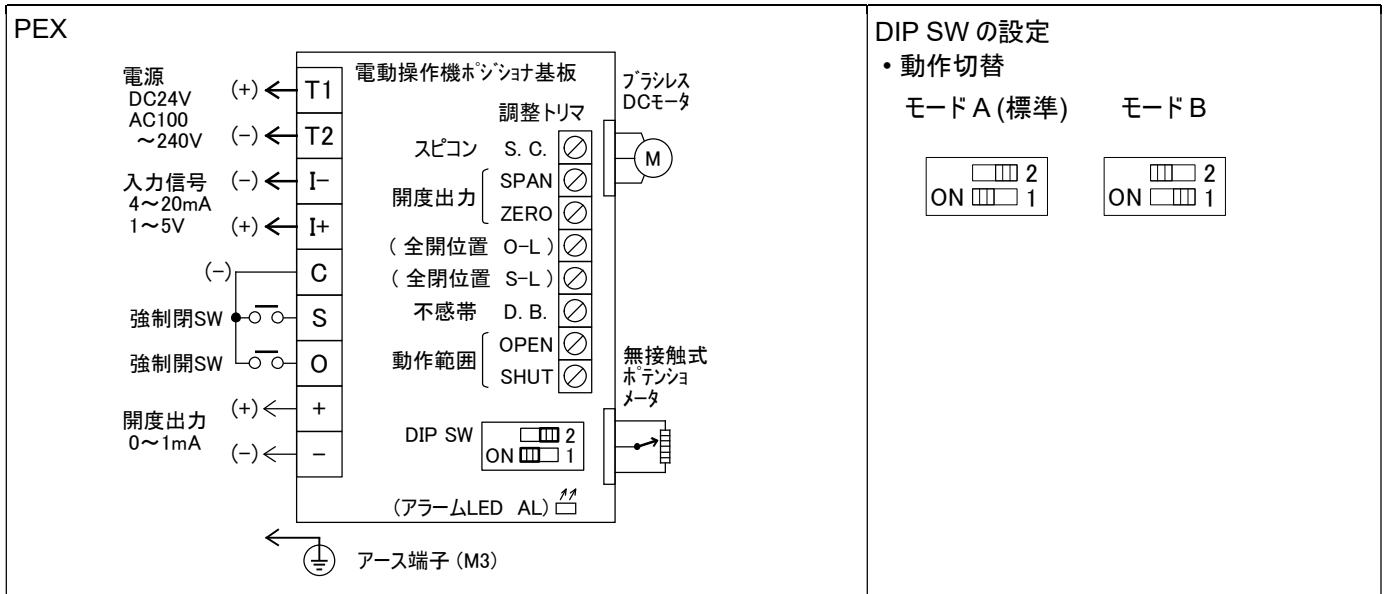 PEX
電源
DC24V
AC100
～240V
(+)
(−)
入力信号
4～20mA
1～5V
(−)
(+)
(−)
強制閉SW
強制開SW
開度出力
0～1mA
(+)
(−)
T1
T2
I−
I+
C
S
O
+
−
電動操作機ﾎﾟｼﾞｼｮﾅ基板
調整トリマ
スピコン S. C.
開度出力
SPAN
ZERO
( 全開位置 O−L )
( 全閉位置 S−L )
不感帯 D. B.
動作範囲
OPEN
SHUT
DIP SW
2
ON 1
(アラームLED AL)
ﾌﾞﾗｼﾚｽ
DCﾓｰﾀ
M
無接触式
ﾎﾟﾃﾝｼｮ
ﾒｰﾀ
アース端子 (M3)
DIP SW の設定
・動作切替
モード A (標準) モード B
2
ON 1
2
ON 1